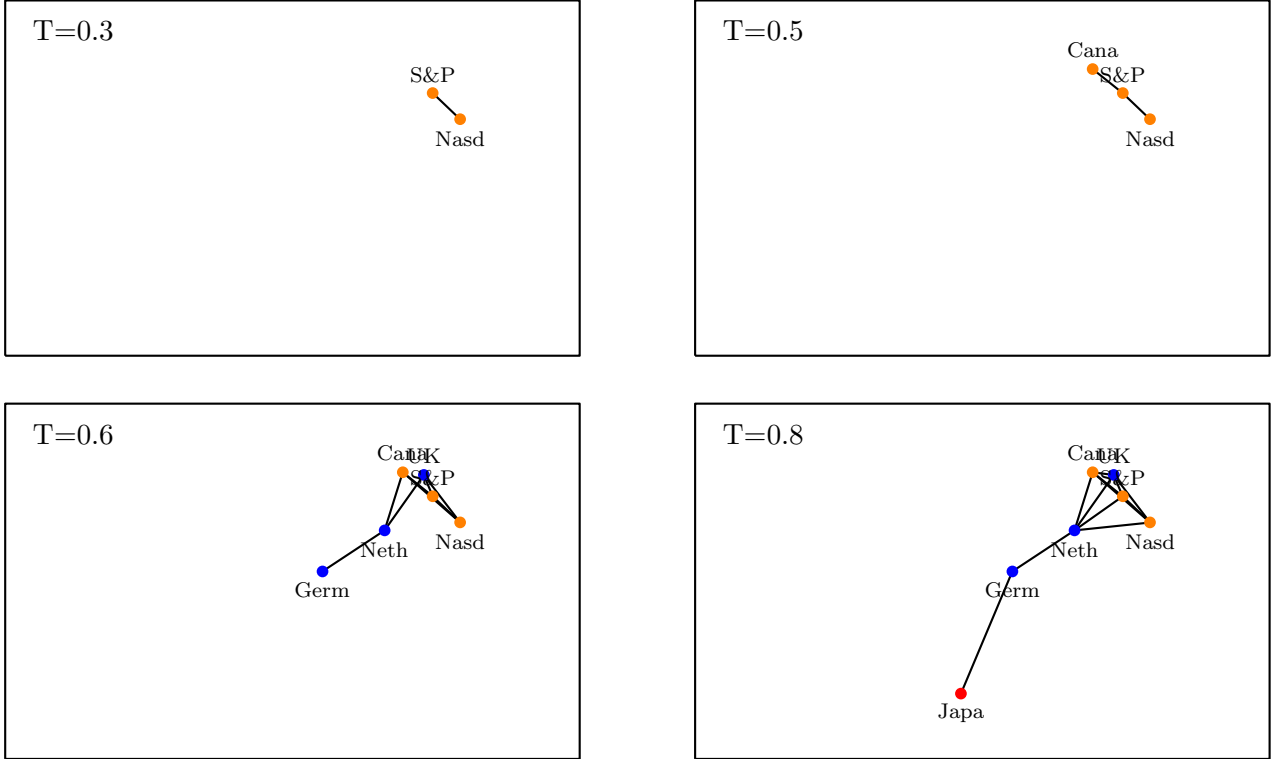 T=0.3
S&P
Nasd
T=0.5
Cana
S&P
Nasd
T=0.6
Cana
UK
S&P
Neth
Nasd
Germ
T=0.8
Cana
UK
S&P
Neth
Nasd
Germ
Japa